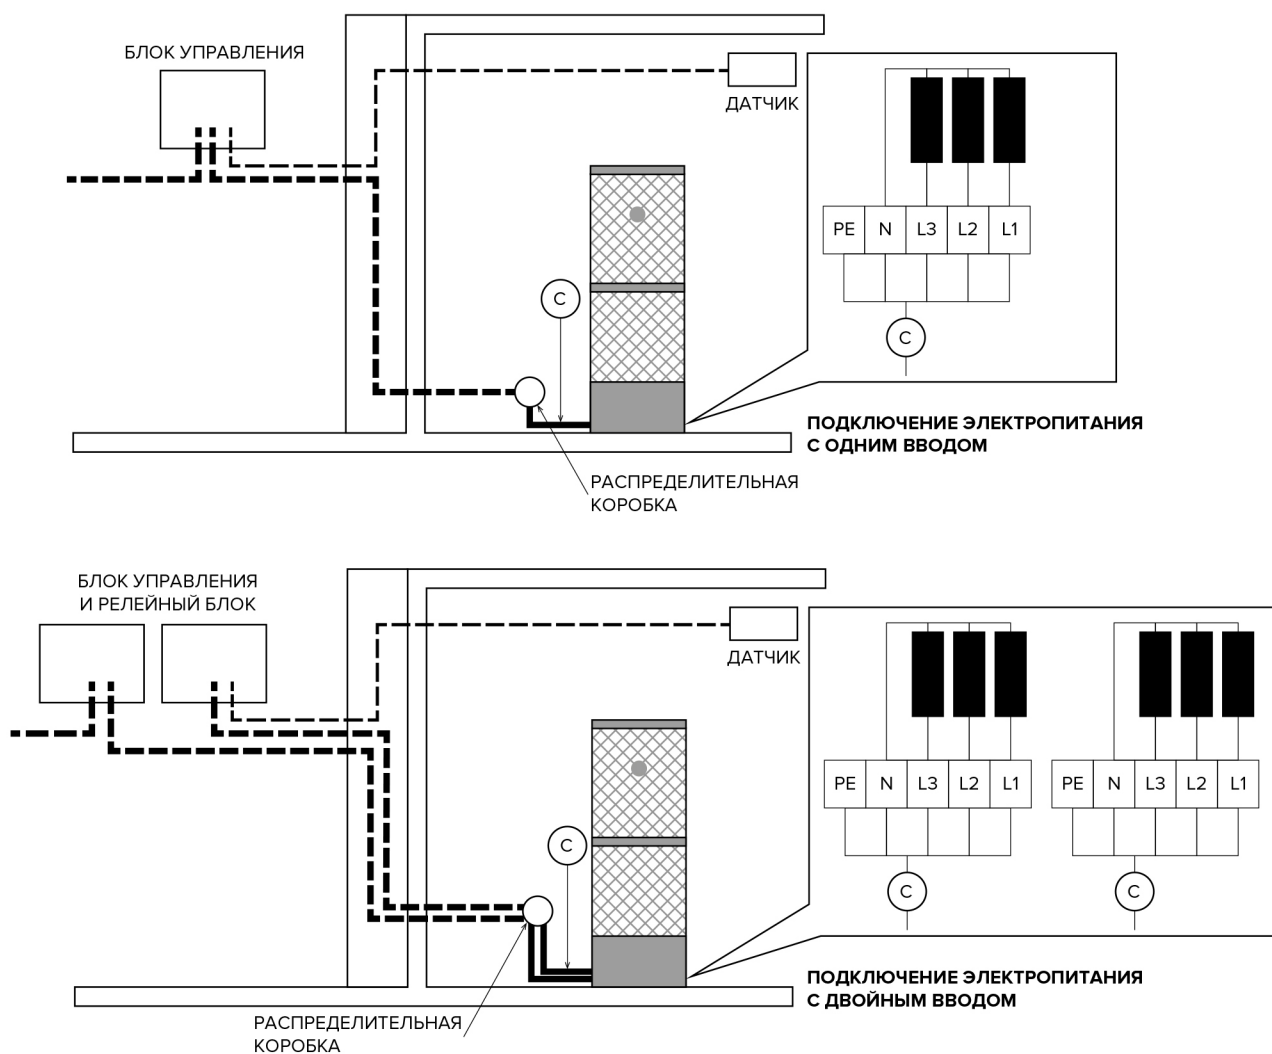 БЛОК УПРАВЛЕНИЯ
ДАТЧИК
PE N L3 L2 L1
C
C
ПОДКЛЮЧЕНИЕ ЭЛЕКТРОПИТАНИЯ
С ОДНИМ ВВОДОМ
РАСПРЕДЕЛИТЕЛЬНАЯ
КОРОБКА
БЛОК УПРАВЛЕНИЯ
И РЕЛЕЙНЫЙ БЛОК
ДАТЧИК
PE N L3 L2 L1
PE N L3 L2 L1
C
C
C
ПОДКЛЮЧЕНИЕ ЭЛЕКТРОПИТАНИЯ
С ДВОЙНЫМ ВВОДОМ
РАСПРЕДЕЛИТЕЛЬНАЯ
КОРОБКА